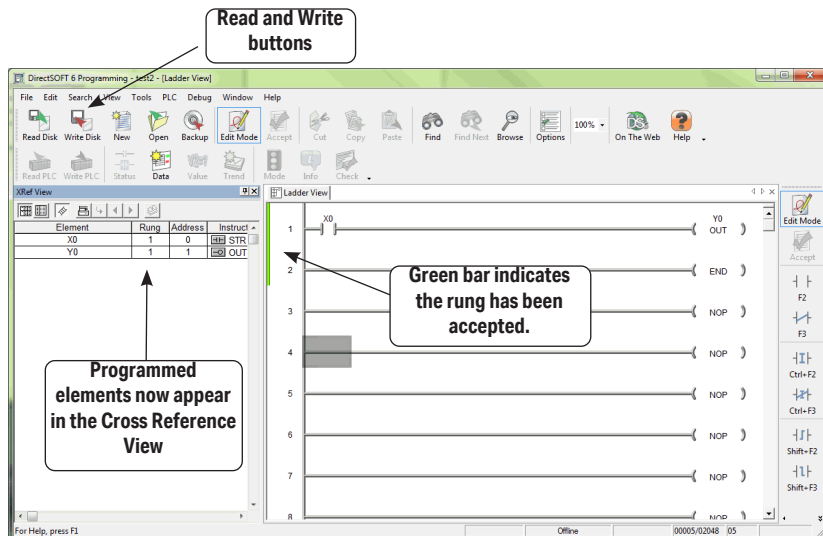 Read and Write
buttons
DirectSOFT 6 Programming - test2 - [Ladder View]
File Edit Search View Tools PLC Debug Window Help
Read Disk Write Disk New Open Backup Edit Mode Accept Cut Copy Paste Find Find Next Browse Options 100% On The Web Help
Read PLC Write PLC Status Data Value Trend Mode Info Check
XRef View
Ladder View
Element Rung Address Instruct
X0 1 0 STR
Y0 1 1 OUT
1 X0 Y0
OUT
2 END
3 NOP
4 NOP
5 NOP
6 NOP
7 NOP
8 NOP
Green bar indicates
the rung has been
accepted.
Programmed
elements now appear
in the Cross Reference
View
Edit Mode
Accept
F2
F3
Ctrl+F2
Ctrl+F3
Shift+F2
Shift+F3
For Help, press F1 Offline 00005/02048 05